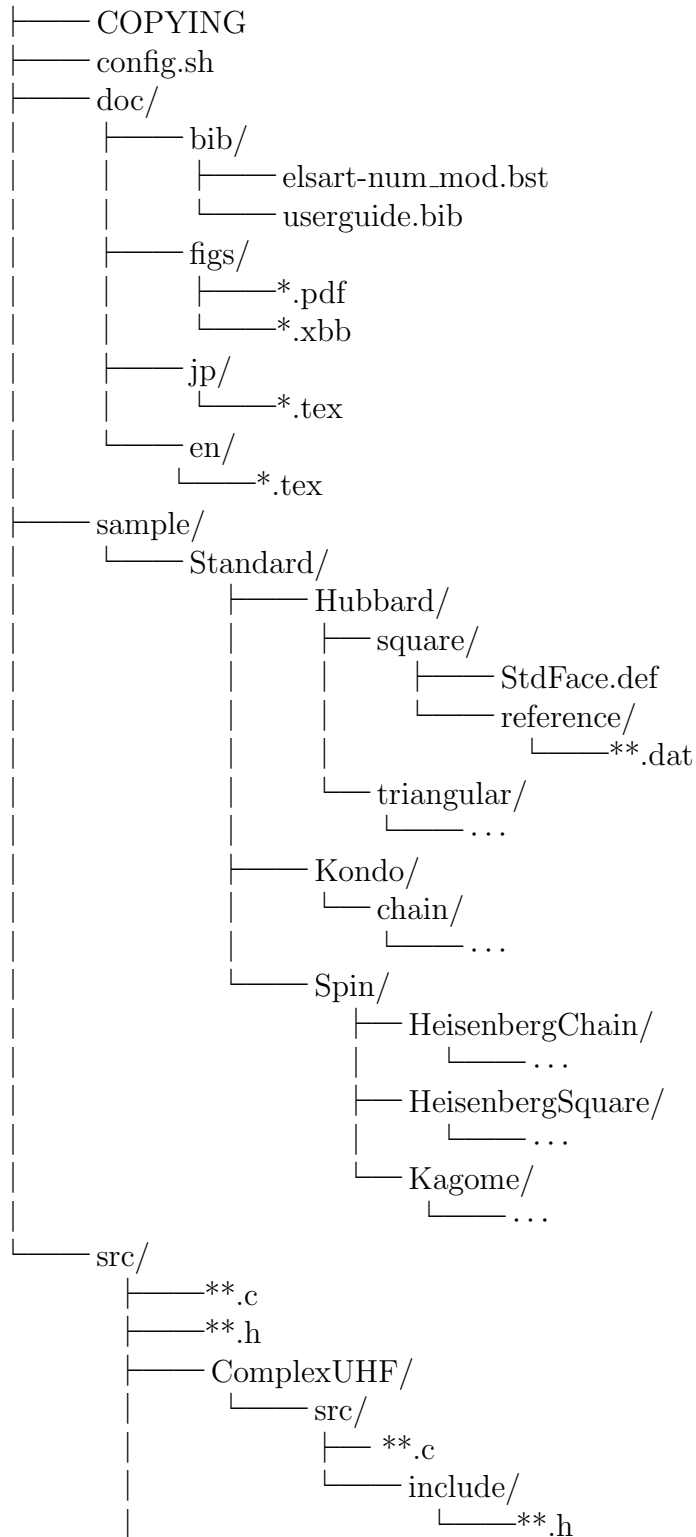 COPYING
config.sh
doc/
bib/
elsart-num_mod.bst
userguide.bib
figs/
*.pdf
*.xbb
jp/
*.tex
en/
*.tex
sample/
Standard/
Hubbard/
square/
StdFace.def
reference/
**.dat
triangular/
...
Kondo/
chain/
...
Spin/
HeisenbergChain/
...
HeisenbergSquare/
...
Kagome/
...
src/
**.c
**.h
ComplexUHF/
src/
**.c
include/
**.h